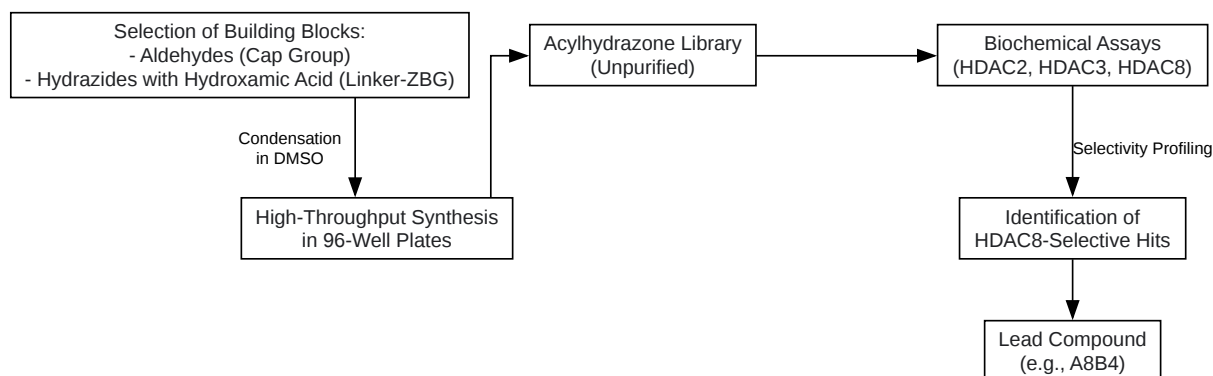 Selection of Building Blocks:
- Aldehydes (Cap Group)
- Hydrazides with Hydroxamic Acid (Linker-ZBG)
Condensation
in DMSO
High-Throughput Synthesis
in 96-Well Plates
Acylhydrazone Library
(Unpurified)
Biochemical Assays
(HDAC2, HDAC3, HDAC8)
Selectivity Profiling
Identification of
HDAC8-Selective Hits
Lead Compound
(e.g., A8B4)